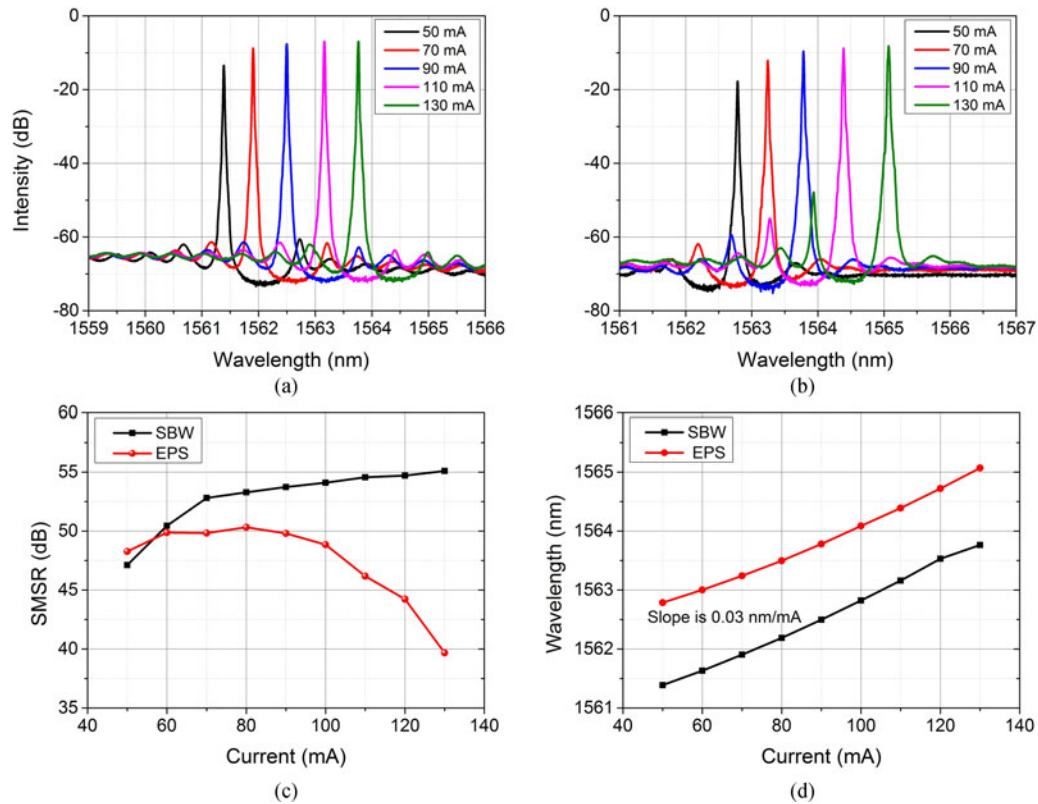 0
-20
-40
-60
-80
Intensity (dB)
50 mA
70 mA
90 mA
110 mA
130 mA
1559 1560 1561 1562 1563 1564 1565 1566
Wavelength (nm)
(a)
0
-20
-40
-60
-80
50 mA
70 mA
90 mA
110 mA
130 mA
1561 1562 1563 1564 1565 1566 1567
Wavelength (nm)
(b)
60
55
50
45
40
35
SMSR (dB)
SBW
EPS
40 60 80 100 120 140
Current (mA)
(c)
1566
1565
1564
1563
1562
1561
Wavelength (nm)
SBW
EPS
Slope is 0.03 nm/mA
40 60 80 100 120 140
Current (mA)
(d)